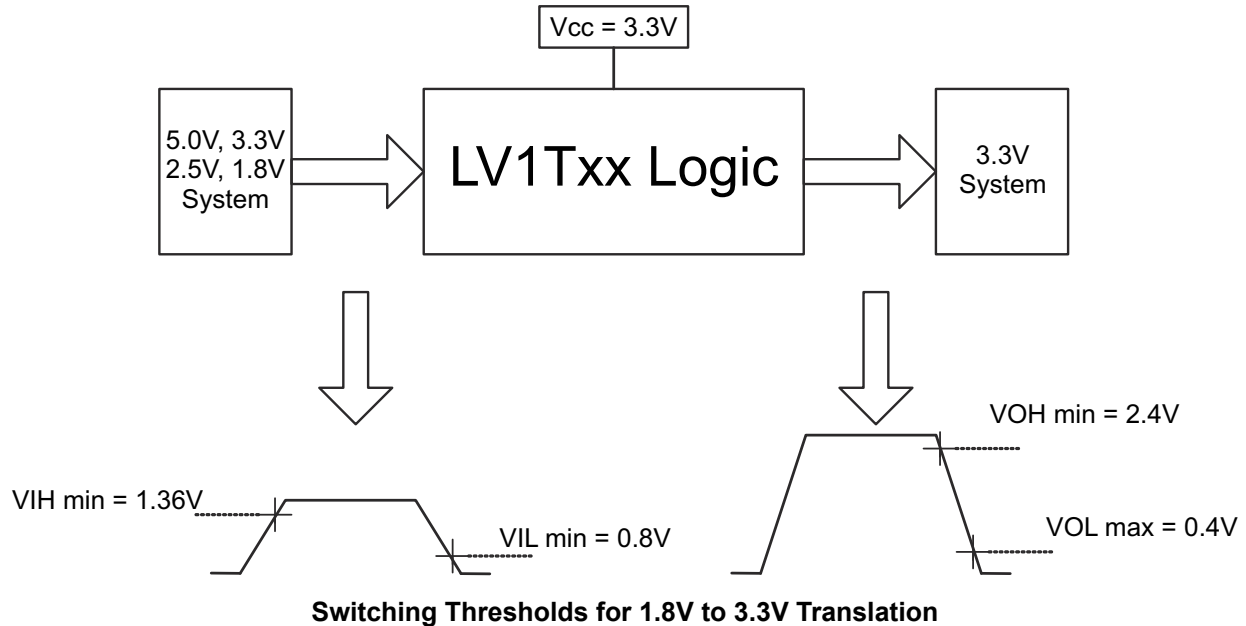 Vcc = 3.3V
5.0V, 3.3V
2.5V, 1.8V
System
LV1Txx Logic
3.3V
System
VOH min = 2.4V
VIH min = 1.36V
VIL min = 0.8V
VOL max = 0.4V
Switching Thresholds for 1.8V to 3.3V Translation